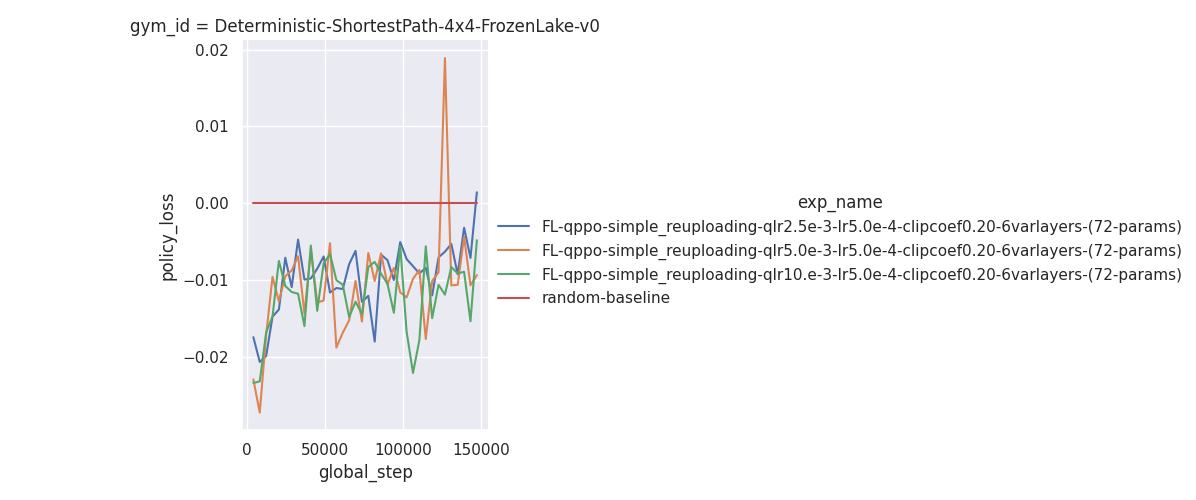 gym_id = Deterministic-ShortestPath-4x4-FrozenLake-v0
0.02
0.01
0.00
−0.01
−0.02
policy_loss
0
50000
100000
150000
global_step
exp_name
FL-qppo-simple_reuploading-qlr2.5e-3-lr5.0e-4-clipcoef0.20-6varlayers-(72-params)
FL-qppo-simple_reuploading-qlr5.0e-3-lr5.0e-4-clipcoef0.20-6varlayers-(72-params)
FL-qppo-simple_reuploading-qlr10.e-3-lr5.0e-4-clipcoef0.20-6varlayers-(72-params)
random-baseline